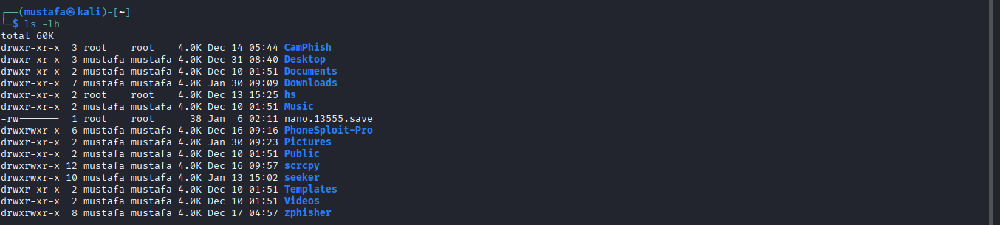 ┌──(mustafa㉿kali)-[~]
└─$ ls -lh
total 60K
drwxr-xr-x  3 root    root    4.0K Dec 14 05:44 CamPhish
drwxr-xr-x  3 mustafa mustafa 4.0K Dec 31 08:40 Desktop
drwxr-xr-x  2 mustafa mustafa 4.0K Dec 10 01:51 Documents
drwxr-xr-x  7 mustafa mustafa 4.0K Jan 30 09:09 Downloads
drwxr-xr-x  2 root    root    4.0K Dec 13 15:25 hs
drwxr-xr-x  2 mustafa mustafa 4.0K Dec 10 01:51 Music
-rw-------  1 root    root      38 Jan  6 02:11 nano.13555.save
drwxrwxr-x  6 mustafa mustafa 4.0K Dec 16 09:16 PhoneSploit-Pro
drwxr-xr-x  2 mustafa mustafa 4.0K Jan 30 09:23 Pictures
drwxr-xr-x  2 mustafa mustafa 4.0K Dec 10 01:51 Public
drwxrwxr-x 12 mustafa mustafa 4.0K Dec 16 09:57 scrcpy
drwxrwxr-x 10 mustafa mustafa 4.0K Jan 13 15:02 seeker
drwxr-xr-x  2 mustafa mustafa 4.0K Dec 10 01:51 Templates
drwxr-xr-x  2 mustafa mustafa 4.0K Dec 10 01:51 Videos
drwxrwxr-x  8 mustafa mustafa 4.0K Dec 17 04:57 zphisher